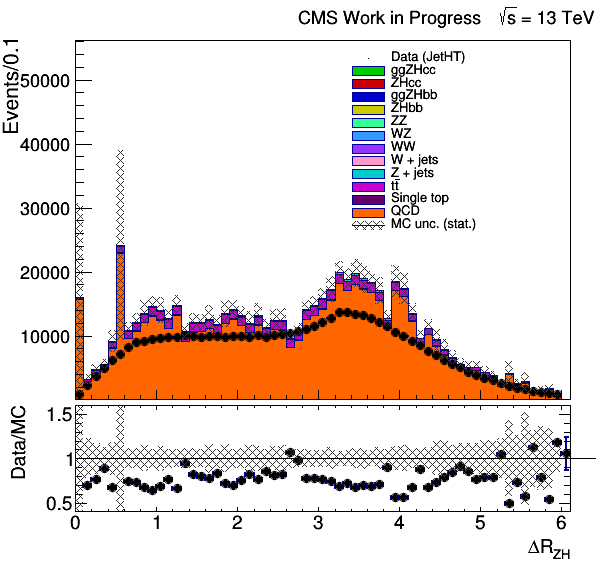 CMS Work in Progress √s = 13 TeV
Events/0.1
50000
40000
30000
20000
10000
Data (JetHT)
ggZHcc
ZHcc
ggZHbb
ZHbb
ZZ
WZ
WW
W + jets
Z + jets
tt̄
Single top
QCD
MC unc. (stat.)
Data/MC
1.5
1
0.5
0 1 2 3 4 5 6
ΔR_ZH